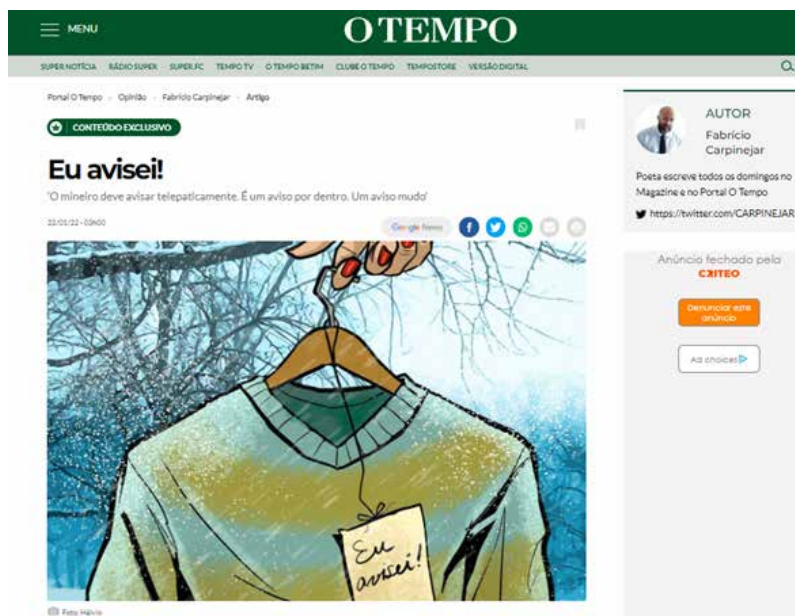 MENU
O TEMPO
SUPER NOTÍCIA RÁDIO SUPER SUPER.FC TEMPO TV O TEMPO BETIM CLUBE O TEMPO TEMPOSTORE VERSÃO DIGITAL
Portal O Tempo Opinião Fabrício Carpinejar Artigo
CONTEÚDO EXCLUSIVO
Eu avisei!
'O mineiro deve avisar telepaticamente. É um aviso por dentro. Um aviso mudo'
22/01/22 - 03h00
Google News
Eu
avisei!
Foto: Hélvio
AUTOR
Fabrício
Carpinejar
Poeta escreve todos os domingos no
Magazine e no Portal O Tempo
https://twitter.com/CARPINEJAR
Anúncio fechado pela
CRITEO
Denunciar este
anúncio
Ad choices